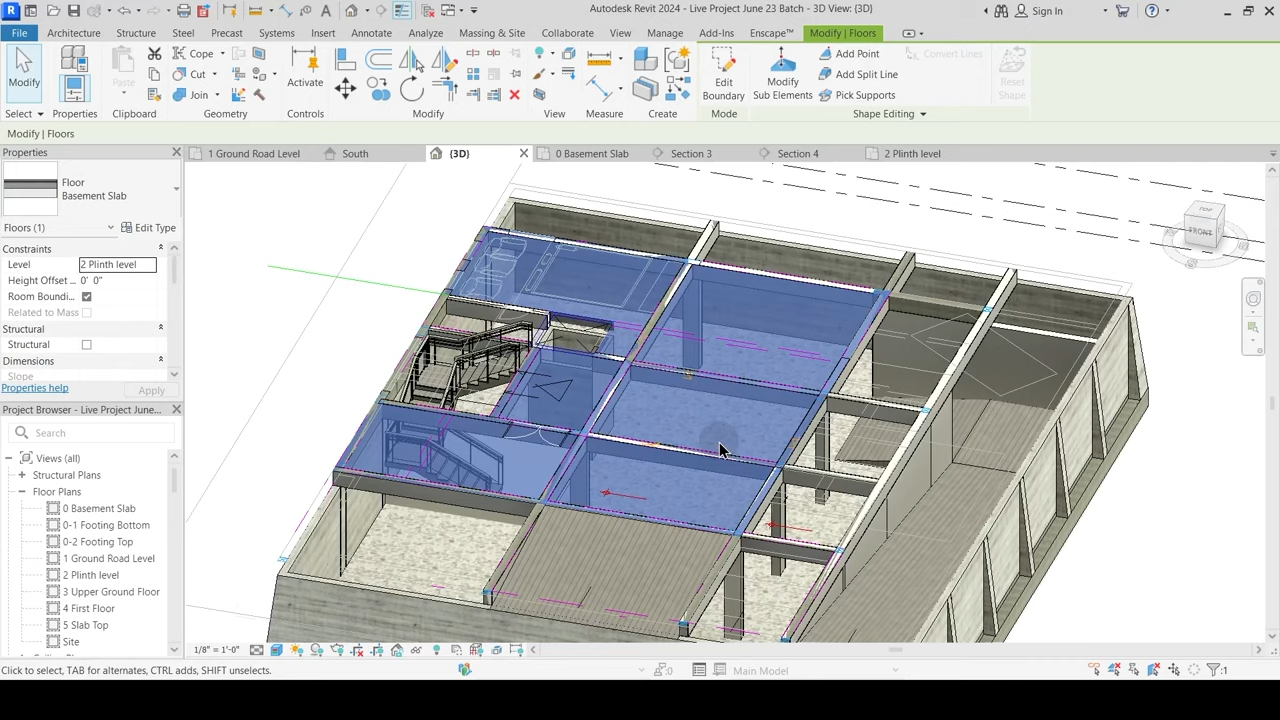 Autodesk Revit 2024 - Live Project June 23 Batch - 3D View: {3D}
Sign In
File Architecture Structure Steel Precast Systems Insert Annotate Analyze Massing & Site Collaborate View Manage Add-Ins Enscape™ Modify | Floors
Modify
Paste
Cope
Cut
Join
Activate
Edit
Boundary
Modify
Sub Elements
Add Point
Add Split Line
Pick Supports
Convert Lines
Reset
Shape
Select Properties Clipboard Geometry Controls Modify View Measure Create Mode Shape Editing
Modify | Floors
Properties
1 Ground Road Level South {3D} 0 Basement Slab Section 3 Section 4 2 Plinth level
Floor
Basement Slab
Floors (1) Edit Type
Constraints
Level 2 Plinth level
Height Offset ... 0' 0"
Room Boundi...
Related to Mass
Structural
Structural
Dimensions
Slope
Properties help Apply
Project Browser - Live Project June...
Search
Views (all)
Structural Plans
Floor Plans
0 Basement Slab
0-1 Footing Bottom
0-2 Footing Top
1 Ground Road Level
2 Plinth level
3 Upper Ground Floor
4 First Floor
5 Slab Top
Site
TOP
FRONT
1/8" = 1'-0"
Click to select, TAB for alternates, CTRL adds, SHIFT unselects.
:0
Main Model
:1